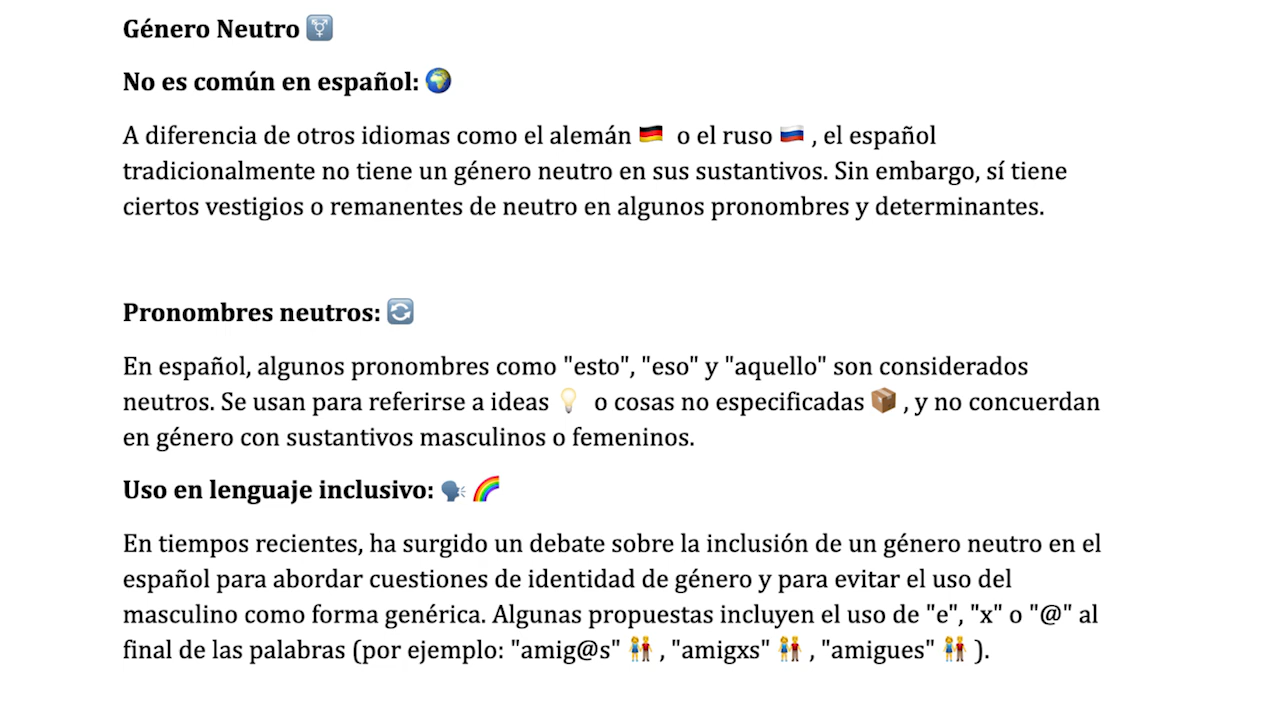 Género Neutro ⚧
No es común en español: 🌍
A diferencia de otros idiomas como el alemán 🇩🇪 o el ruso 🇷🇺 , el español
tradicionalmente no tiene un género neutro en sus sustantivos. Sin embargo, sí tiene
ciertos vestigios o remanentes de neutro en algunos pronombres y determinantes.
Pronombres neutros: 🔄
En español, algunos pronombres como "esto", "eso" y "aquello" son considerados
neutros. Se usan para referirse a ideas 💡 o cosas no especificadas 📦 , y no concuerdan
en género con sustantivos masculinos o femeninos.
Uso en lenguaje inclusivo: 🗣🌈
En tiempos recientes, ha surgido un debate sobre la inclusión de un género neutro en el
español para abordar cuestiones de identidad de género y para evitar el uso del
masculino como forma genérica. Algunas propuestas incluyen el uso de "e", "x" o "@" al
final de las palabras (por ejemplo: "amig@s" 👫 , "amigxs" 👫 , "amigues" 👫 ).